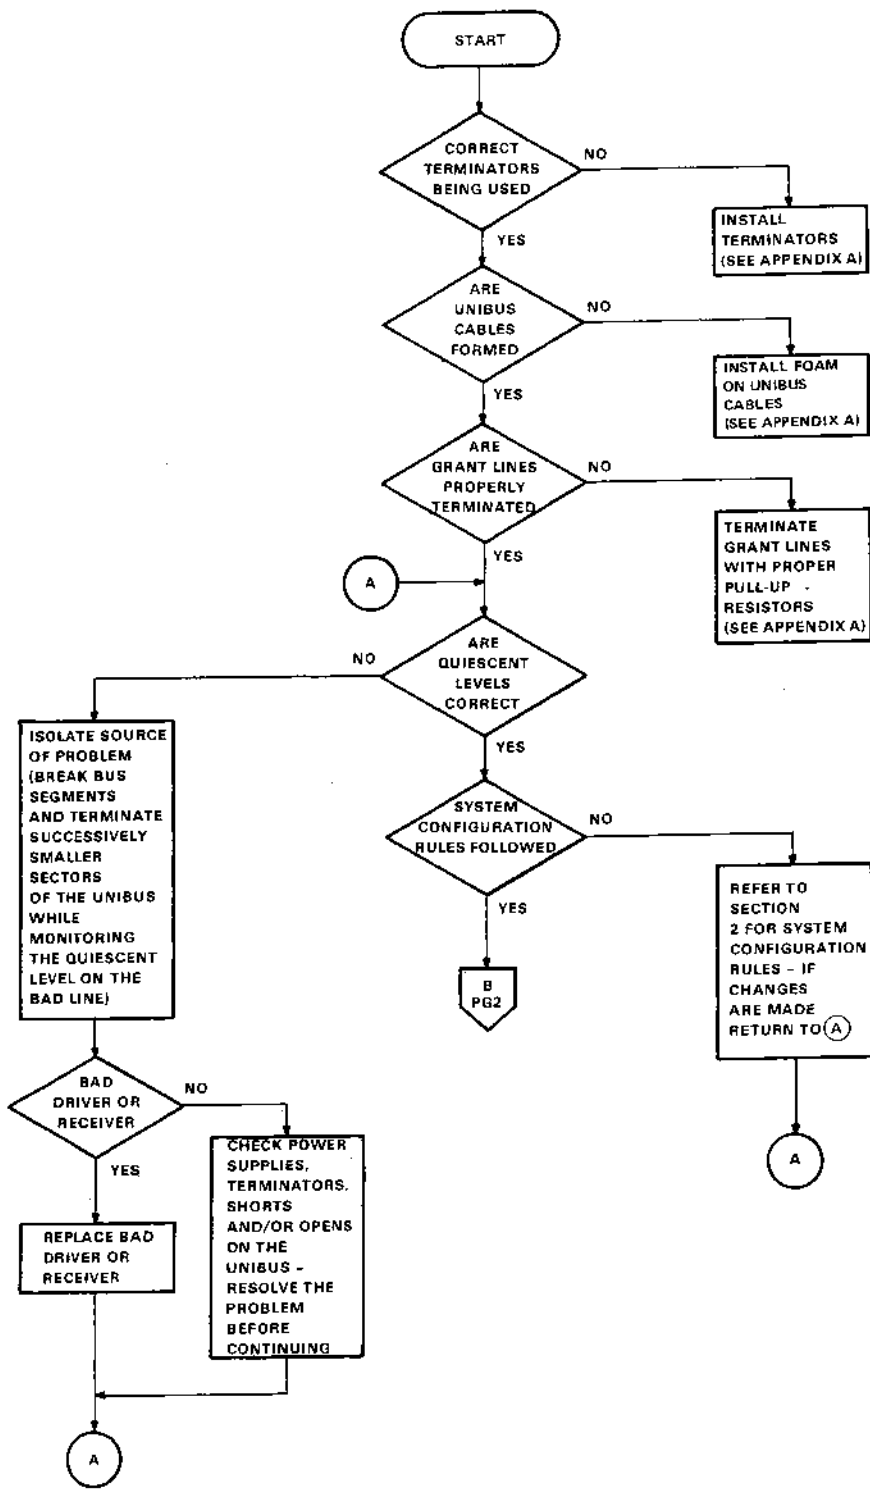 START
CORRECT
TERMINATORS
BEING USED
NO
INSTALL
TERMINATORS
(SEE APPENDIX A)
YES
ARE
UNIBUS
CABLES
FORMED
NO
INSTALL FOAM
ON UNIBUS
CABLES
(SEE APPENDIX A)
YES
ARE
GRANT LINES
PROPERLY
TERMINATED
NO
TERMINATE
GRANT LINES
WITH PROPER
PULL-UP -
RESISTORS
(SEE APPENDIX A)
YES
A
ARE
QUIESCENT
LEVELS
CORRECT
NO
ISOLATE SOURCE
OF PROBLEM
(BREAK BUS
SEGMENTS
AND TERMINATE
SUCCESSIVELY
SMALLER
SECTORS
OF THE UNIBUS
WHILE
MONITORING
THE QUIESCENT
LEVEL ON THE
BAD LINE)
YES
SYSTEM
CONFIGURATION
RULES FOLLOWED
NO
REFER TO
SECTION
2 FOR SYSTEM
CONFIGURATION
RULES – IF
CHANGES
ARE MADE
RETURN TO A
A
YES
B
PG2
BAD
DRIVER OR
RECEIVER
NO
CHECK POWER
SUPPLIES,
TERMINATORS,
SHORTS
AND/OR OPENS
ON THE
UNIBUS –
RESOLVE THE
PROBLEM
BEFORE
CONTINUING
YES
REPLACE BAD
DRIVER OR
RECEIVER
A